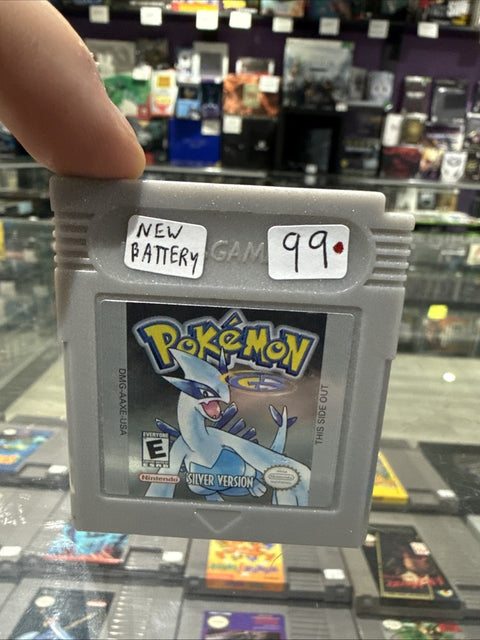 NEW
BATTERY
GAM
99.
POKéMON
GS
DMG-AAXE-USA
THIS SIDE OUT
EVERYONE
E
Nintendo
SILVER VERSION